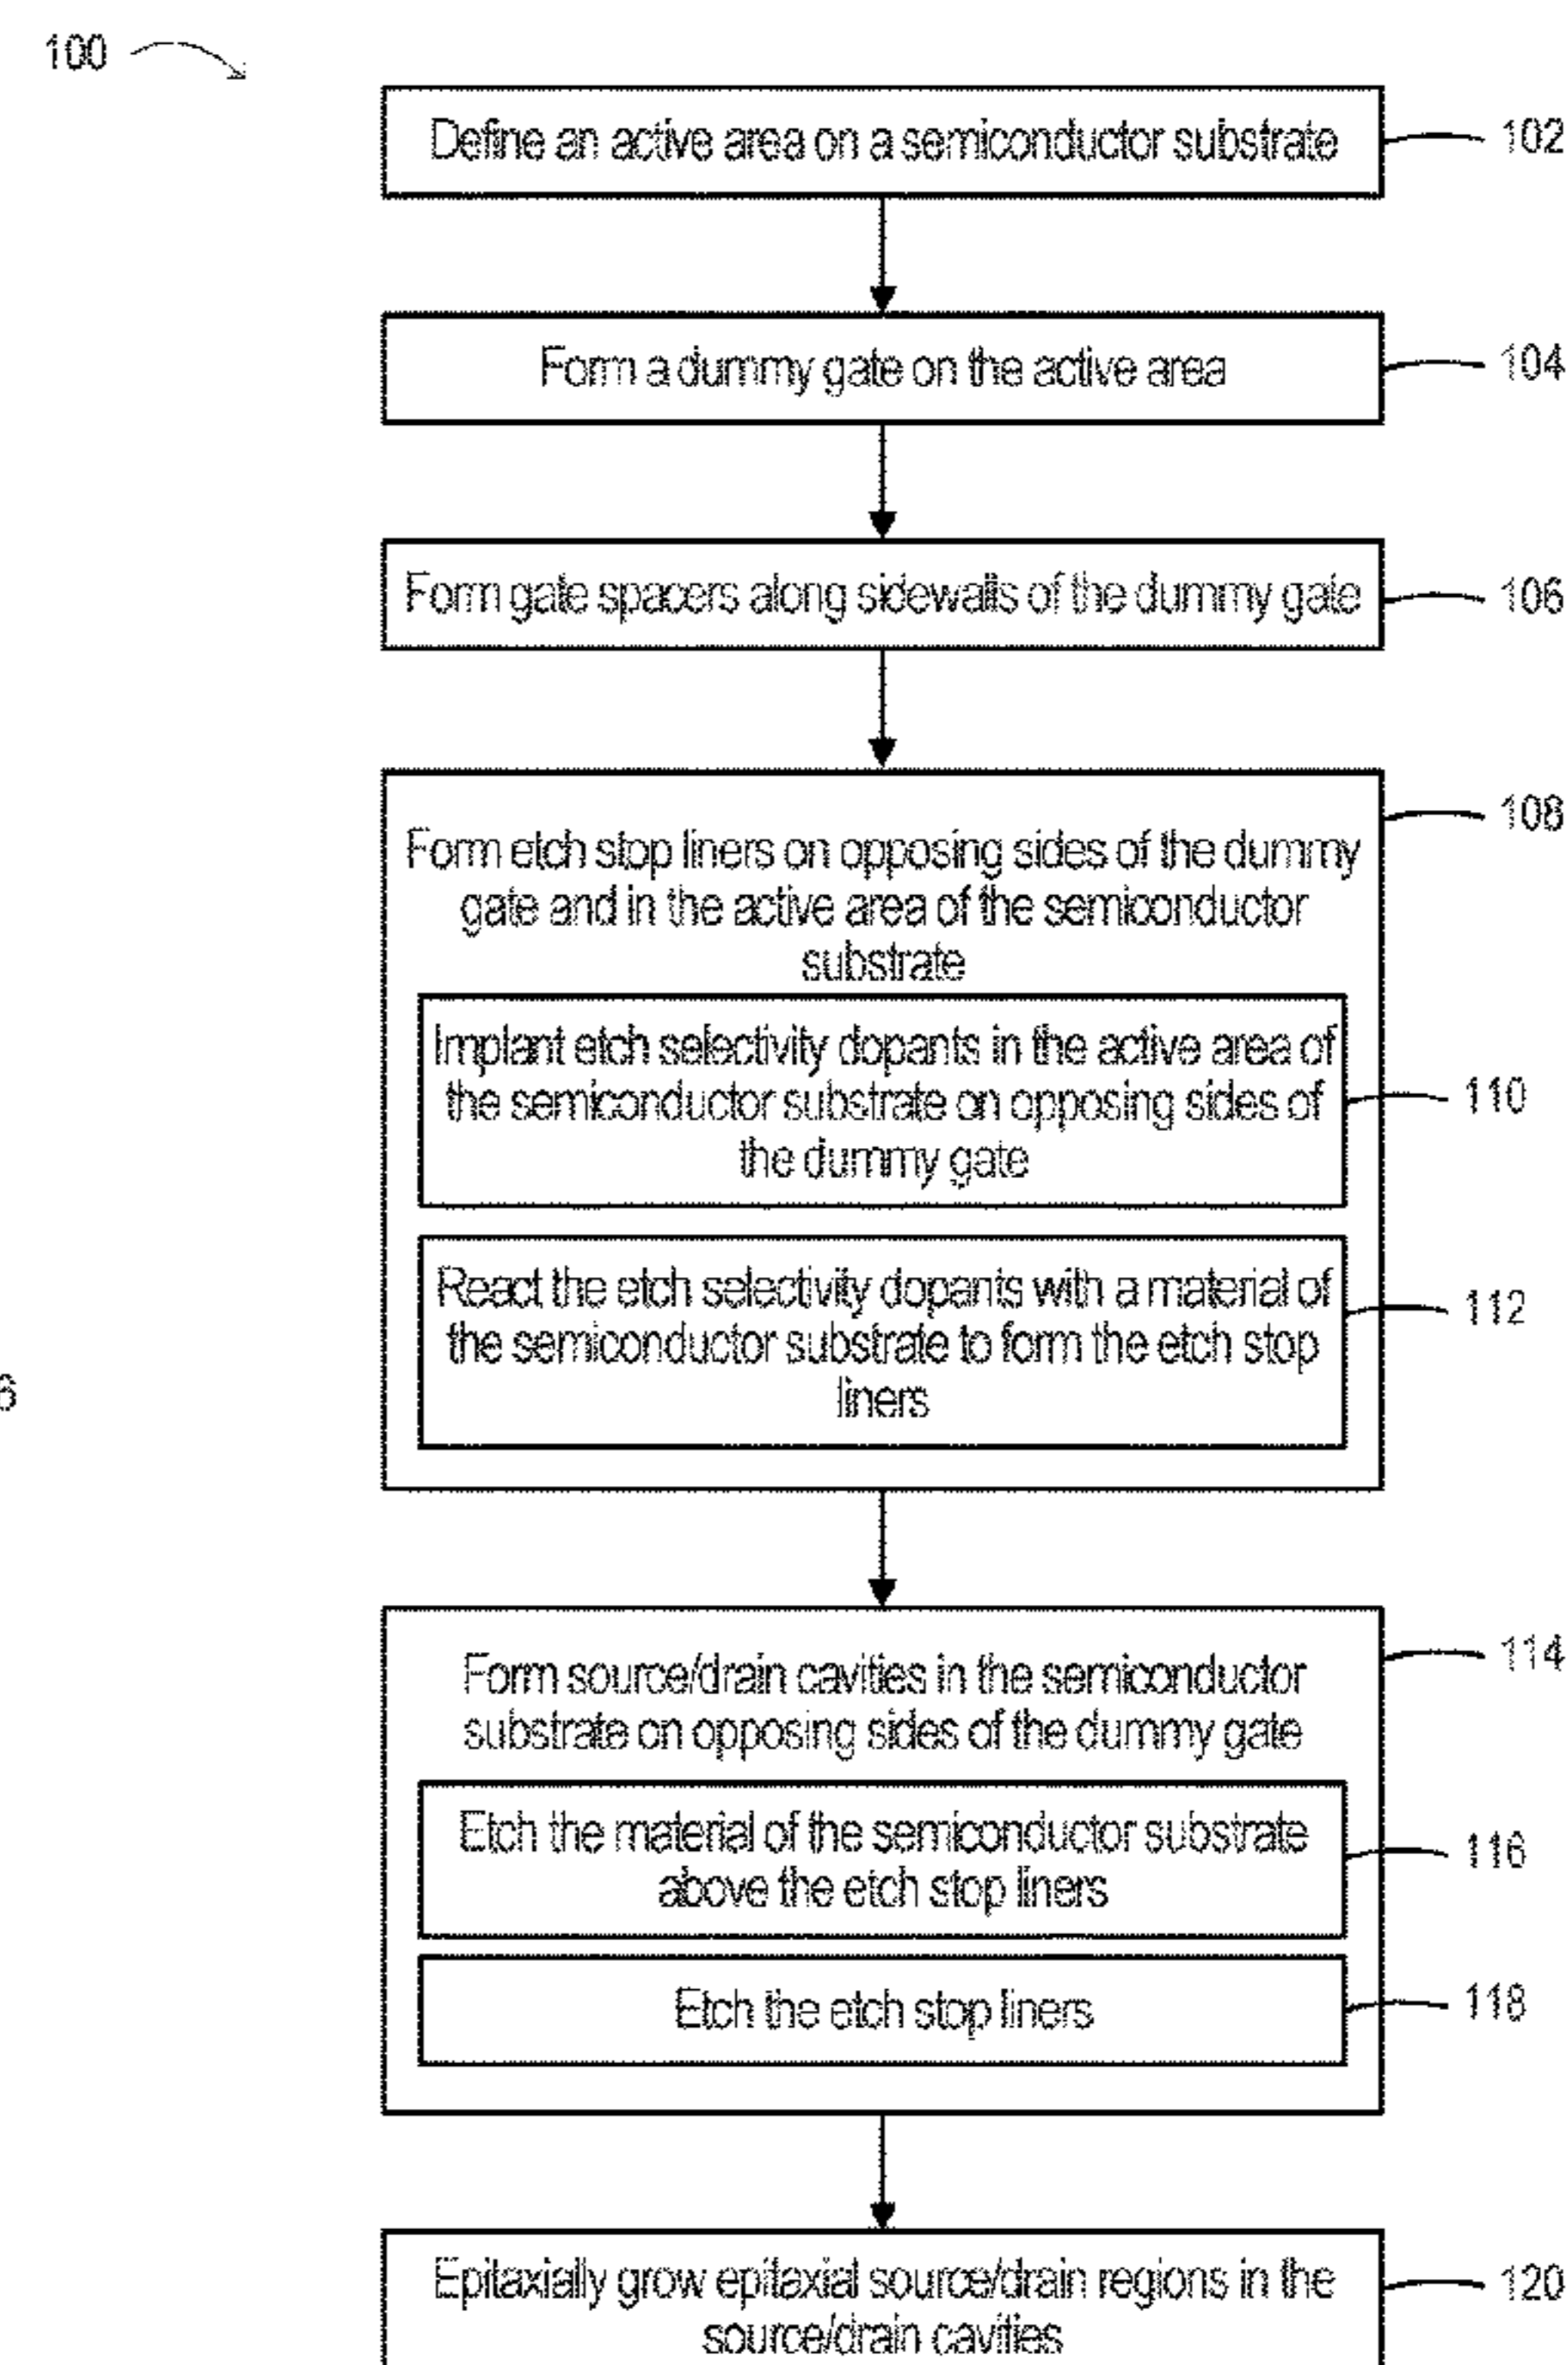 100
Define an active area on a semiconductor substrate
102
Form a dummy gate on the active area
104
Form gate spacers along sidewalls of the dummy gate
106
108
Form etch stop liners on opposing sides of the dummy
gate and in the active area of the semiconductor
substrate
Implant etch selectivity dopants in the active area of
the semiconductor substrate on opposing sides of
the dummy gate
110
React the etch selectivity dopants with a material of
the semiconductor substrate to form the etch stop
liners
112
6
114
Form source/drain cavities in the semiconductor
substrate on opposing sides of the dummy gate
Etch the material of the semiconductor substrate
above the etch stop liners
116
Etch the etch stop liners
118
Epitaxially grow epitaxial source/drain regions in the
source/drain cavities
120